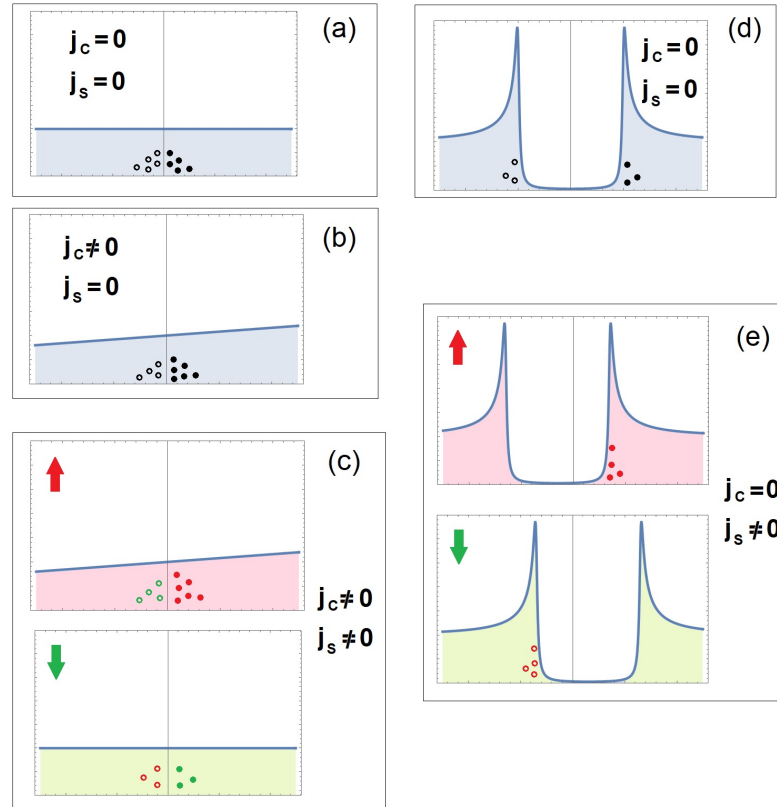 (a)
j_C = 0
j_S = 0
(b)
j_C ≠ 0
j_S = 0
(c)
j_C ≠ 0
j_S ≠ 0
(d)
j_C = 0
j_S = 0
(e)
j_C = 0
j_S ≠ 0